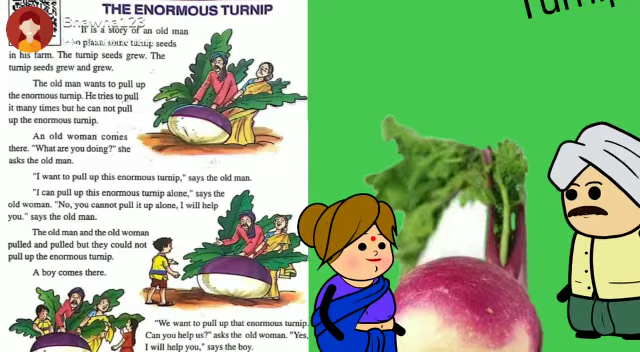 THE ENORMOUS TURNIP
Bhawna123
It is a story of an old man
plants some turnip seeds
in his farm. The turnip seeds grew. The
turnip seeds grew and grew.
The old man wants to pull up
the enormous turnip. He tries to pull
it many times but he can not pull
up the enormous turnip.
An old woman comes
there. "What are you doing?" she
asks the old man.
"I want to pull up this enormous turnip," says the old man.
"I can pull up this enormous turnip alone," says the
old woman. "No, you cannot pull it up alone, I will help
you." says the old man.
The old man and the old woman
pulled and pulled but they could not
pull up the enormous turnip.
A boy comes there.
"We want to pull up that enormous turnip.
Can you help us?" asks the old woman. "Yes,
I will help you," says the boy.